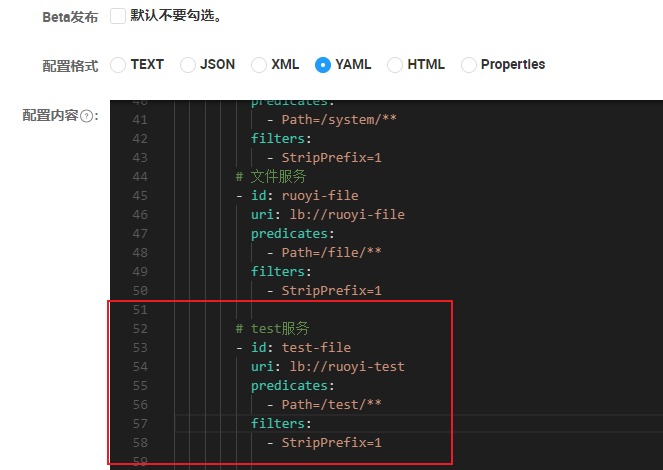 Beta发布 默认不要勾选。
配置格式 TEXT JSON XML YAML HTML Properties
配置内容?:
40 predicates:
41 - Path=/system/**
42 filters:
43 - StripPrefix=1
44 # 文件服务
45 - id: ruoyi-file
46 uri: lb://ruoyi-file
47 predicates:
48 - Path=/file/**
49 filters:
50 - StripPrefix=1
51
52 # test服务
53 - id: test-file
54 uri: lb://ruoyi-test
55 predicates:
56 - Path=/test/**
57 filters:
58 - StripPrefix=1
59